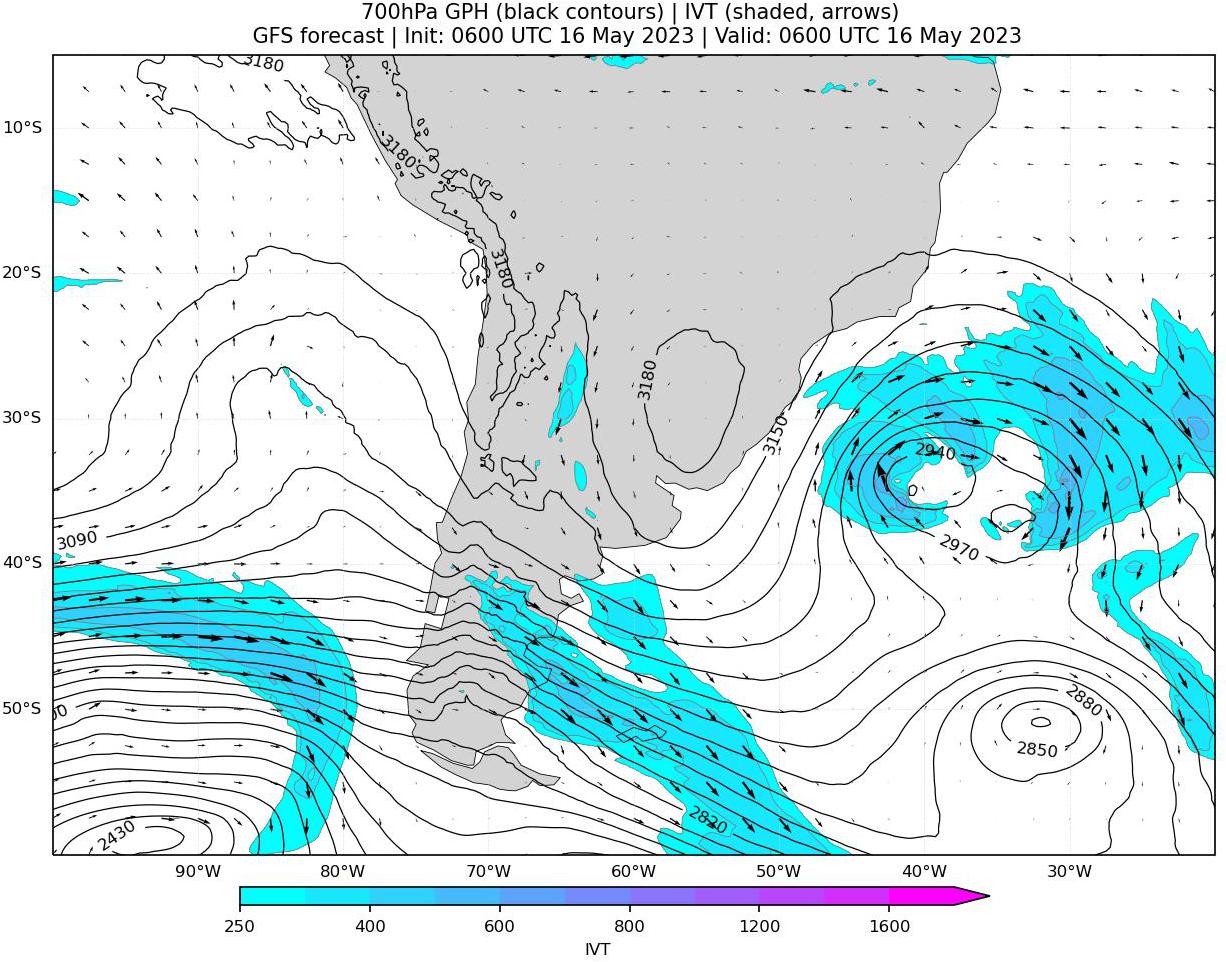 700hPa GPH (black contours) | IVT (shaded, arrows)
GFS forecast | Init: 0600 UTC 16 May 2023 | Valid: 0600 UTC 16 May 2023
3180
10°S
3180
20°S
3180
3180
30°S
3150
2940
2970
3090
40°S
50°S
2880
2850
2820
2430
90°W 80°W 70°W 60°W 50°W 40°W 30°W
250 400 600 800 1200 1600
IVT